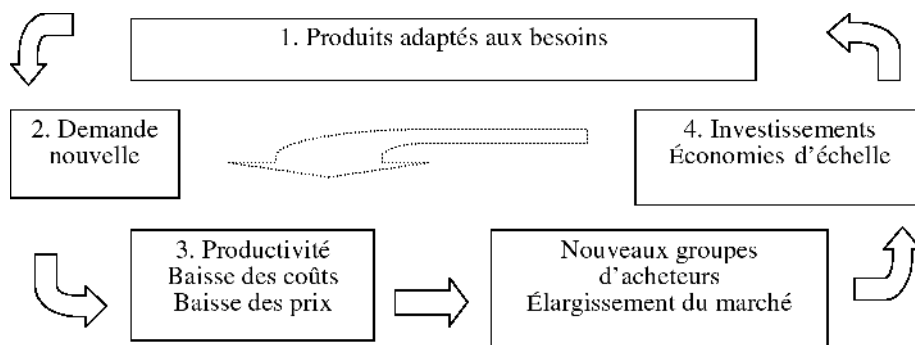 1. Produits adaptés aux besoins
2. Demande
nouvelle
4. Investissements
Économies d'échelle
3. Productivité
Baisse des coûts
Baisse des prix
Nouveaux groupes
d'acheteurs
Élargissement du marché